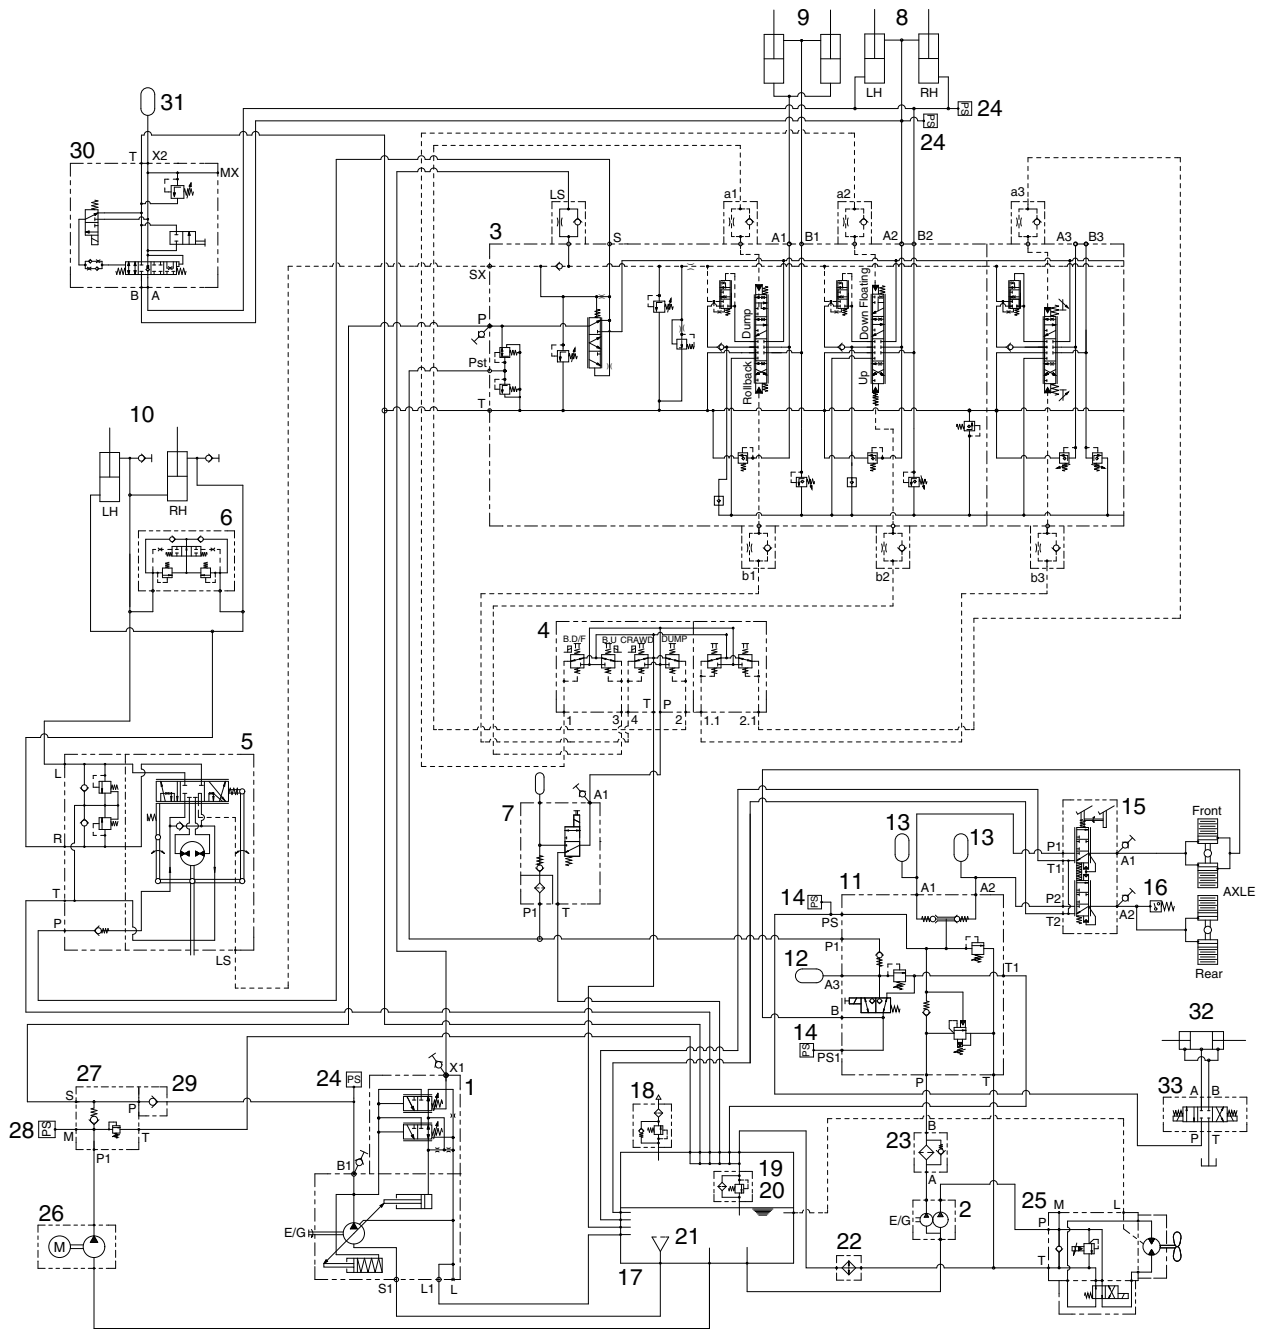 9
8
LH
RH
PS
24
PS
24
31
30
T
X2
MX
B
A
LS
S
a1
a2
a3
3
A1
B1
A2
B2
A3
B3
SX
P
Pst
T
Dump
Rollback
Down Floating
Up
b1
b2
b3
10
LH
RH
6
4
B.D/F
B.U
CRAWD
DUMP
T
P
1
3
4
2
1.1
2.1
5
L
R
T
P
LS
7
A1
P1
T
13
13
11
A1
A2
14
PS
PS
P1
12
A3
T1
B
14
PS
PS1
P
T
15
P1
T1
A1
P2
T2
A2
16
Front
AXLE
Rear
32
33
A
B
P
T
27
29
S
P
28
PS
M
T
P1
24
PS
X1
1
B1
E/G
S1
L1
L
26
M
18
19
20
21
17
22
23
B
A
2
E/G
25
M
L
P
T